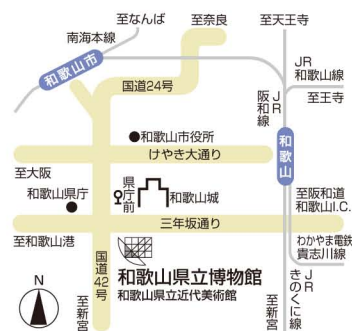 至なんば
至奈良
至天王寺
南海本線
和歌山市
国道24号
JR
和歌山線
至王寺
JR
阪和線
和歌山市役所
けやき大通り
和歌山
至大阪
和歌山県庁
県庁前
和歌山城
至阪和道
和歌山I.C.
三年坂通り
至和歌山港
わかやま電鉄
貴志川線
国道42号
和歌山県立博物館
和歌山県立近代美術館
JR
きのくに線
N
至新宮
至新宮